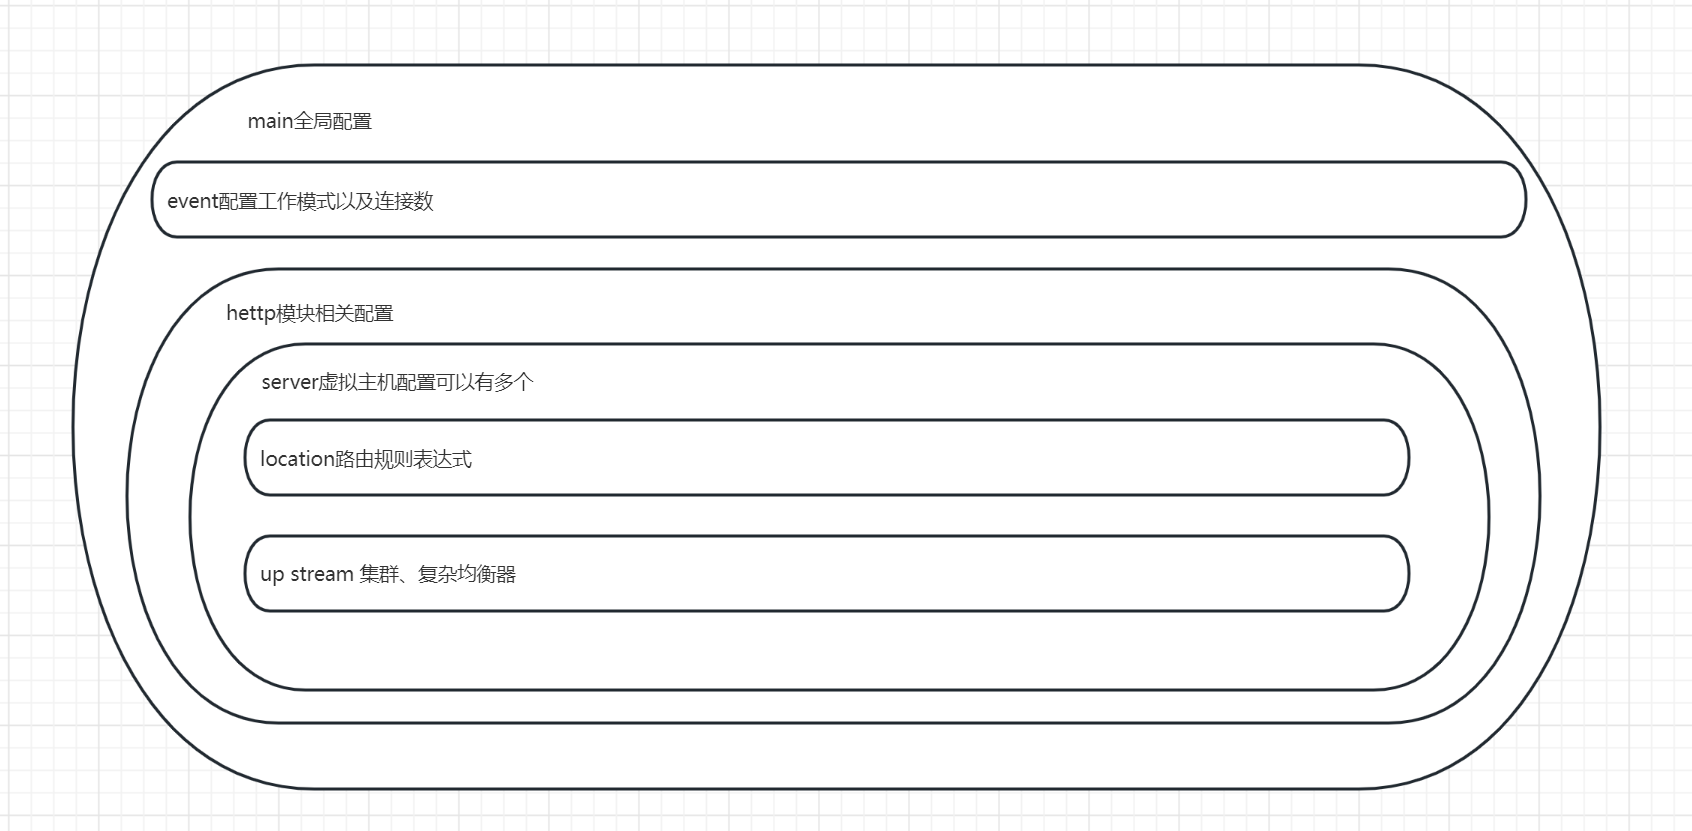 main全局配置
event配置工作模式以及连接数
hettp模块相关配置
server虚拟主机配置可以有多个
location路由规则表达式
up stream 集群、复杂均衡器